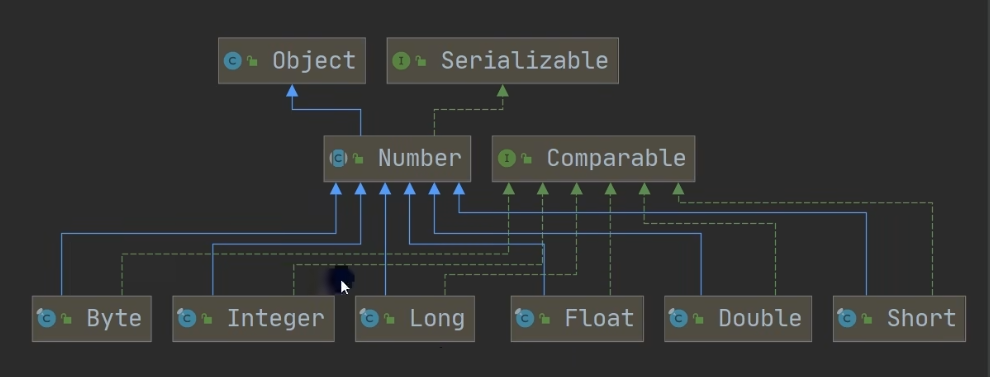 Object Serializable
Number Comparable
Byte Integer Long Float Double Short